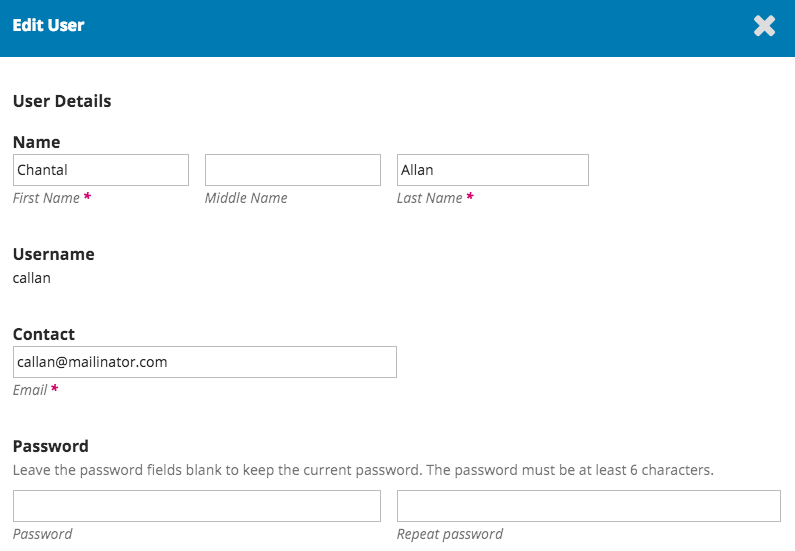 Edit User
User Details
Name
Chantal Allan
First Name * Middle Name Last Name *
Username
callan
Contact
callan@mailinator.com
Email *
Password
Leave the password fields blank to keep the current password. The password must be at least 6 characters.
Password Repeat password